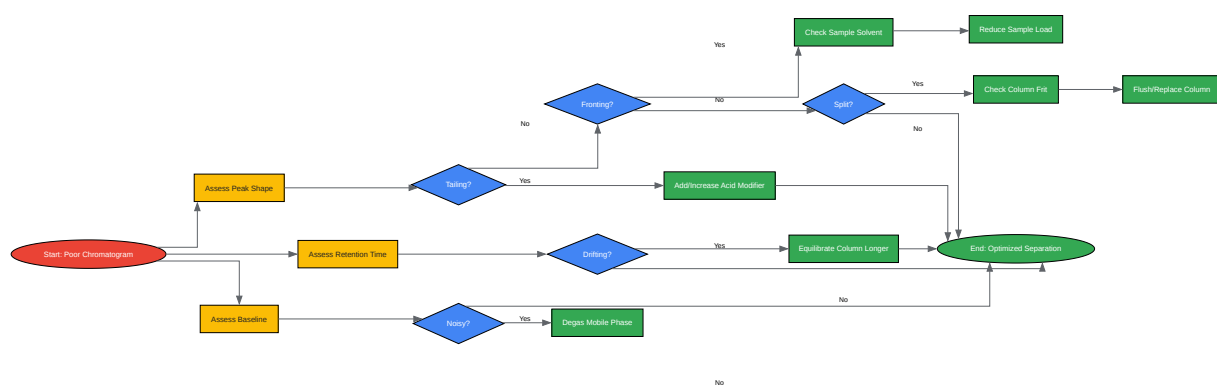 Check Sample Solvent
Reduce Sample Load
Yes
Yes
Check Column Frit
Flush/Replace Column
Fronting?
No
Split?
No
No
Assess Peak Shape
Tailing?
Yes
Add/Increase Acid Modifier
Start: Poor Chromatogram
Assess Retention Time
Drifting?
Yes
Equilibrate Column Longer
End: Optimized Separation
No
Assess Baseline
Noisy?
Yes
Degas Mobile Phase
No